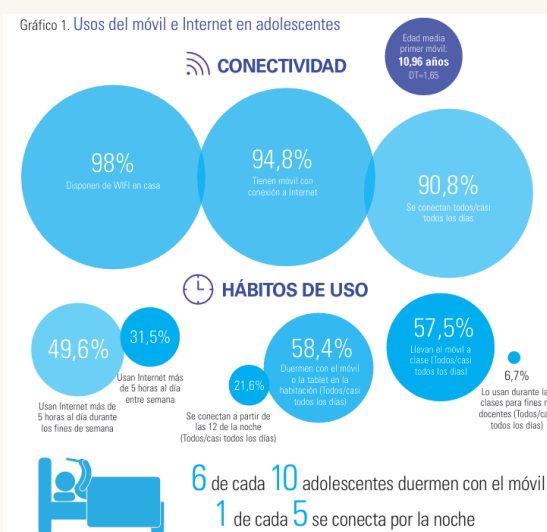 Gráfico 1. Usos del móvil e Internet en adolescentes
Edad media
primer móvil:
10,96 años
DT=1,65
CONECTIVIDAD
98%
Disponen de WIFI en casa
94,8%
Tienen móvil con
conexión a Internet
90,8%
Se conectan todos/casi
todos los días
HÁBITOS DE USO
49,6%
Usan Internet más de
5 horas al día durante
los fines de semana
31,5%
Usan Internet más
de 5 horas al día
entre semana
21,6%
Se conectan a partir de
las 12 de la noche
(Todos/casi todos los días)
58,4%
Duermen con el móvil
o la tablet en la
habitación (Todos/casi
todos los días)
57,5%
Llevan el móvil a
clase (Todos/casi
todos los días)
6,7%
Lo usan durante la
clases para fines
docentes (Todos/ca
todos los días)
6 de cada 10 adolescentes duermen con el móvil
1 de cada 5 se conecta por la noche